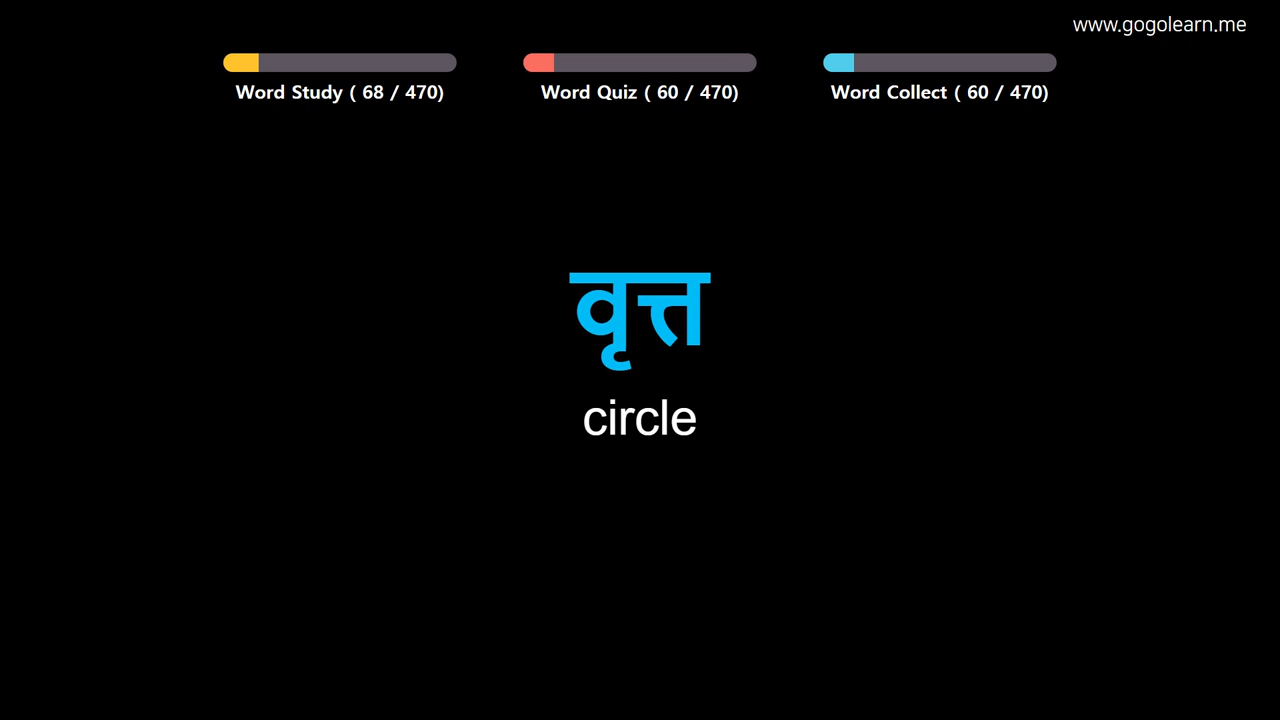 www.gogolearn.me
Word Study ( 68 / 470)
Word Quiz ( 60 / 470)
Word Collect ( 60 / 470)
वृत्त
circle